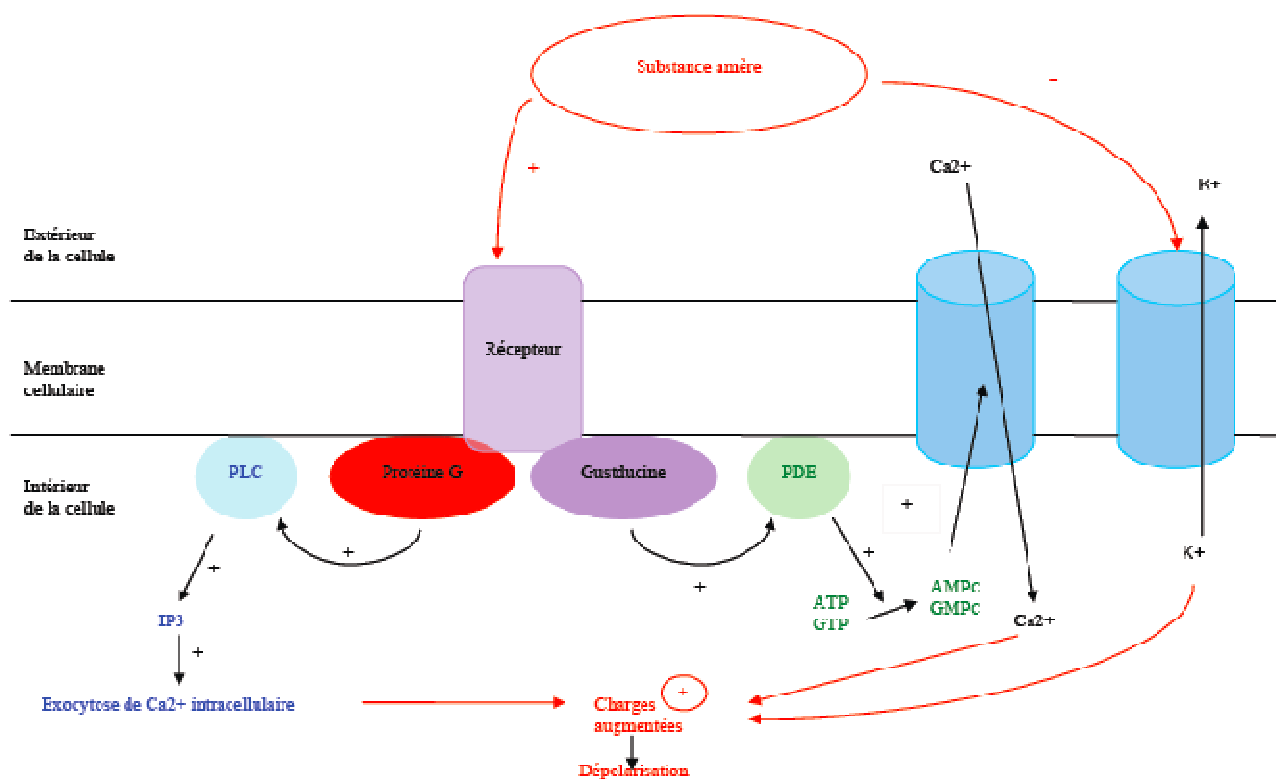 Substance amère
–
+
Ca2+
K+
Extérieur
de la cellule
Récepteur
Membrane
cellulaire
PLC
Protéine G
Gustducine
PDE
Intérieur
de la cellule
+
+
+
+
+
K+
ATP
GTP
AMPc
GMPc
IP3
Ca2+
+
Exocytose de Ca2+ intracellulaire
+
Charges
augmentées
Dépolarisation